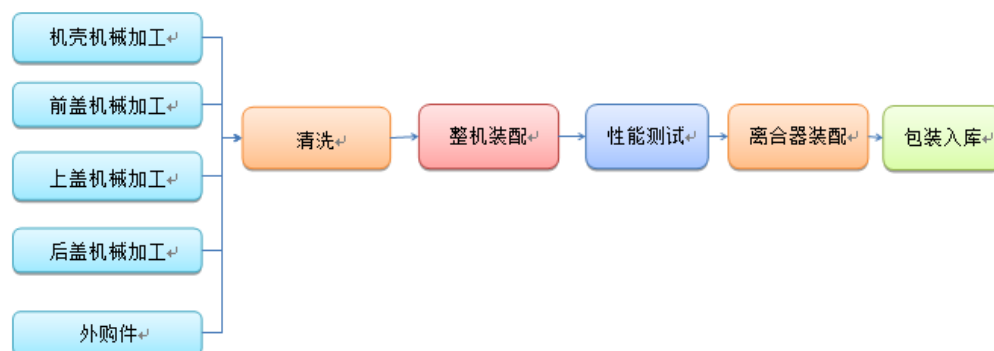 机壳机械加工
前盖机械加工
上盖机械加工
后盖机械加工
外购件
清洗
整机装配
性能测试
离合器装配
包装入库